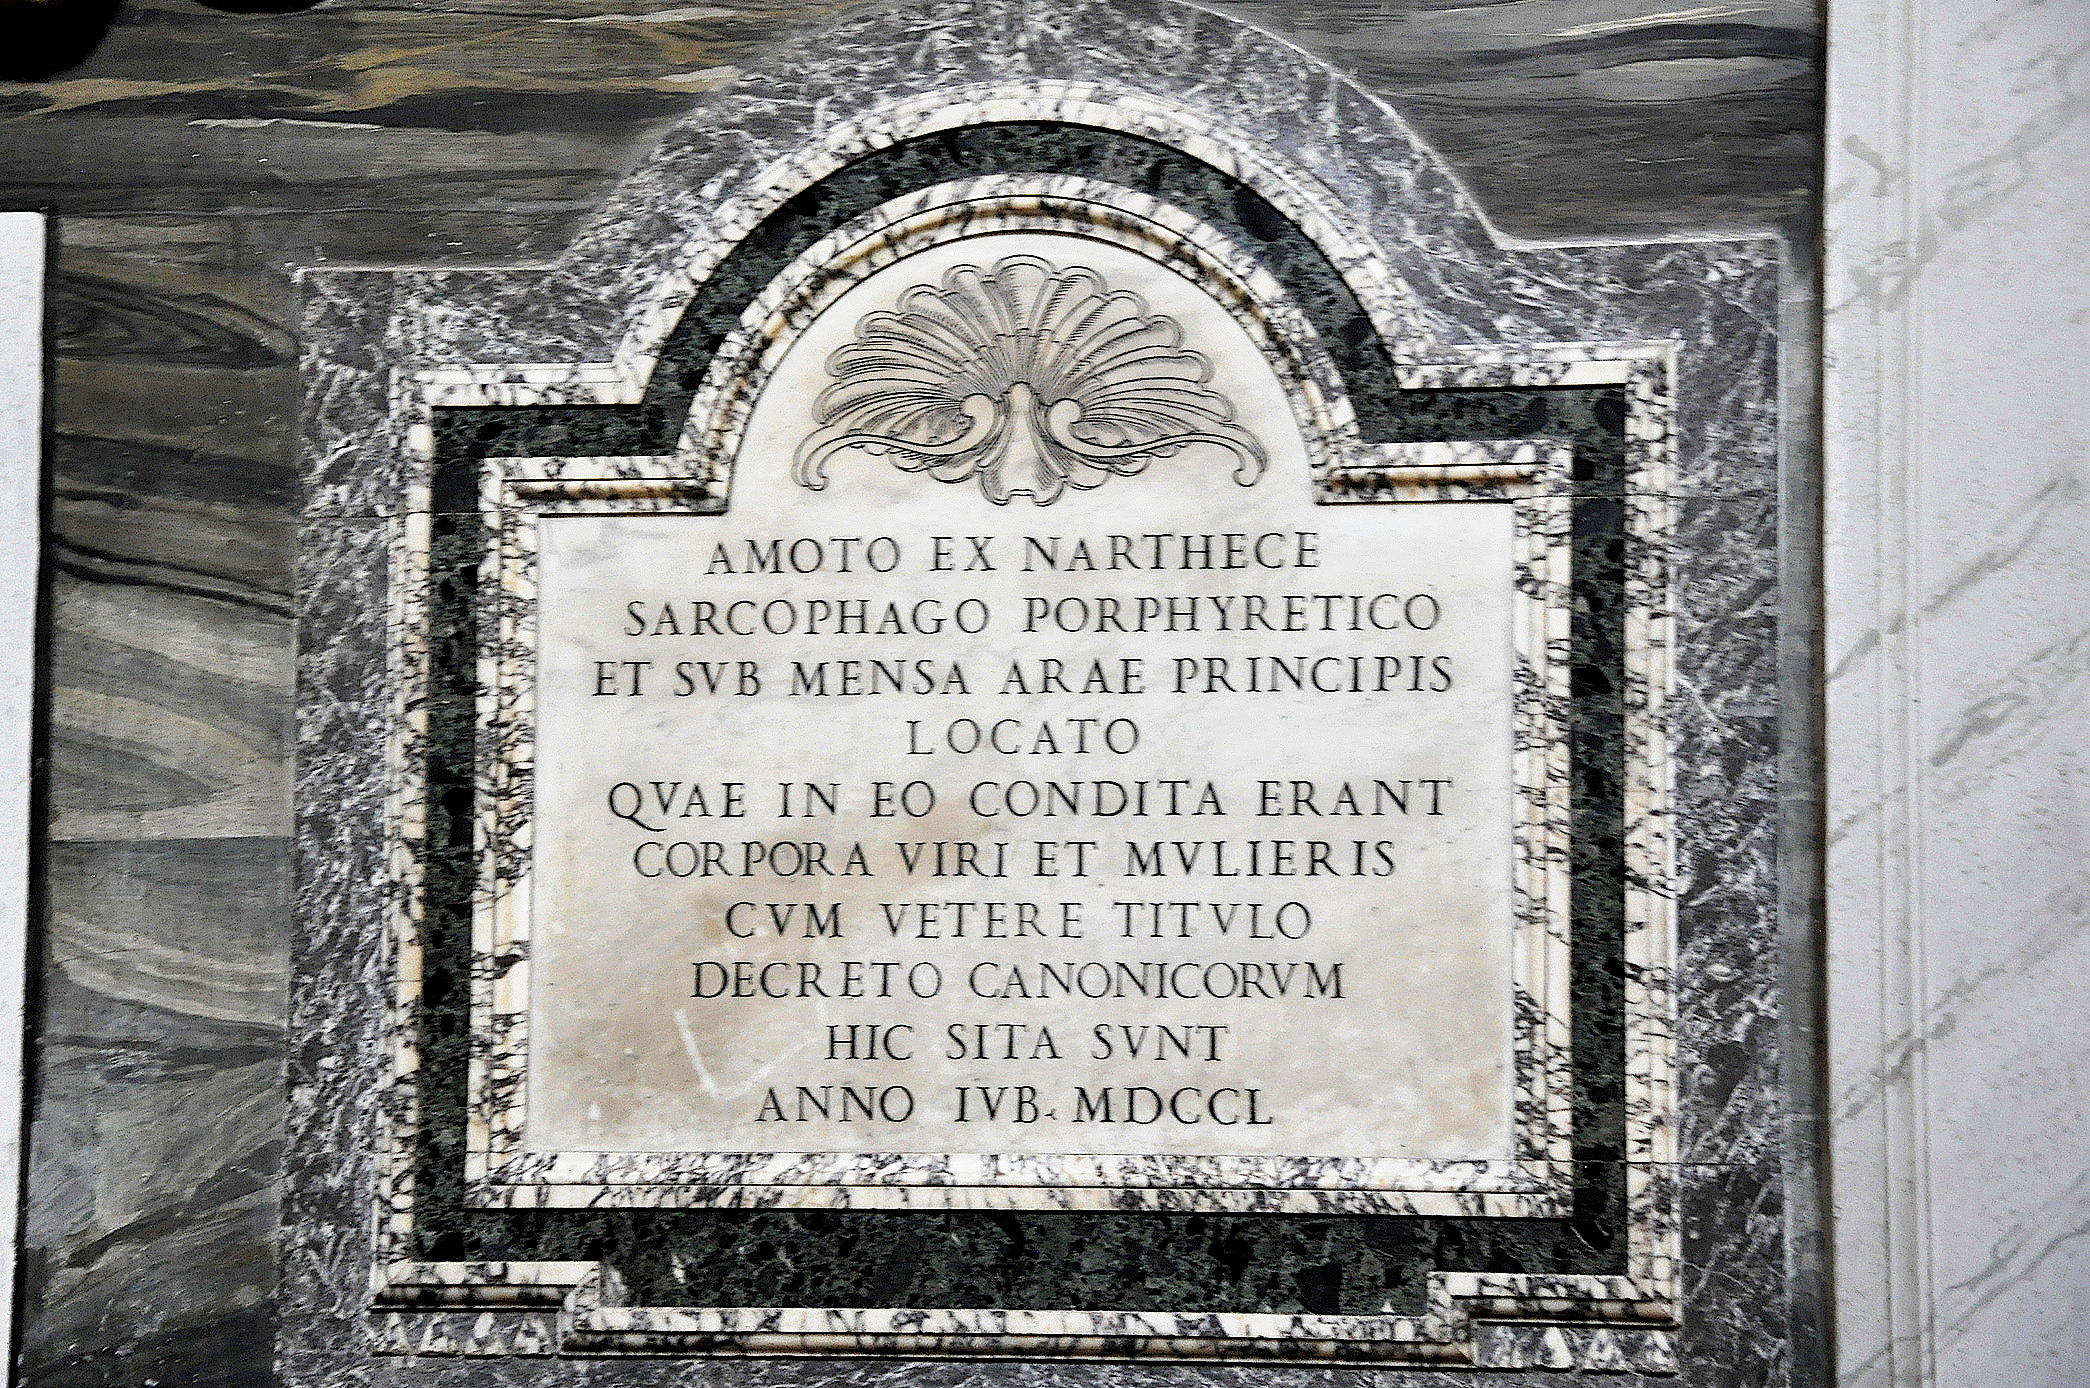 AMOTO EX NARTHECE
SARCOPHAGO PORPHYRETICO
ET SVB MENSA ARAE PRINCIPIS
LOCATO
QVAE IN EO CONDITA ERANT
CORPORA VIRI ET MVLIERIS
CVM VETERE TITVLO
DECRETO CANONICORVM
HIC SITA SVNT
ANNO IVB. MDCCL